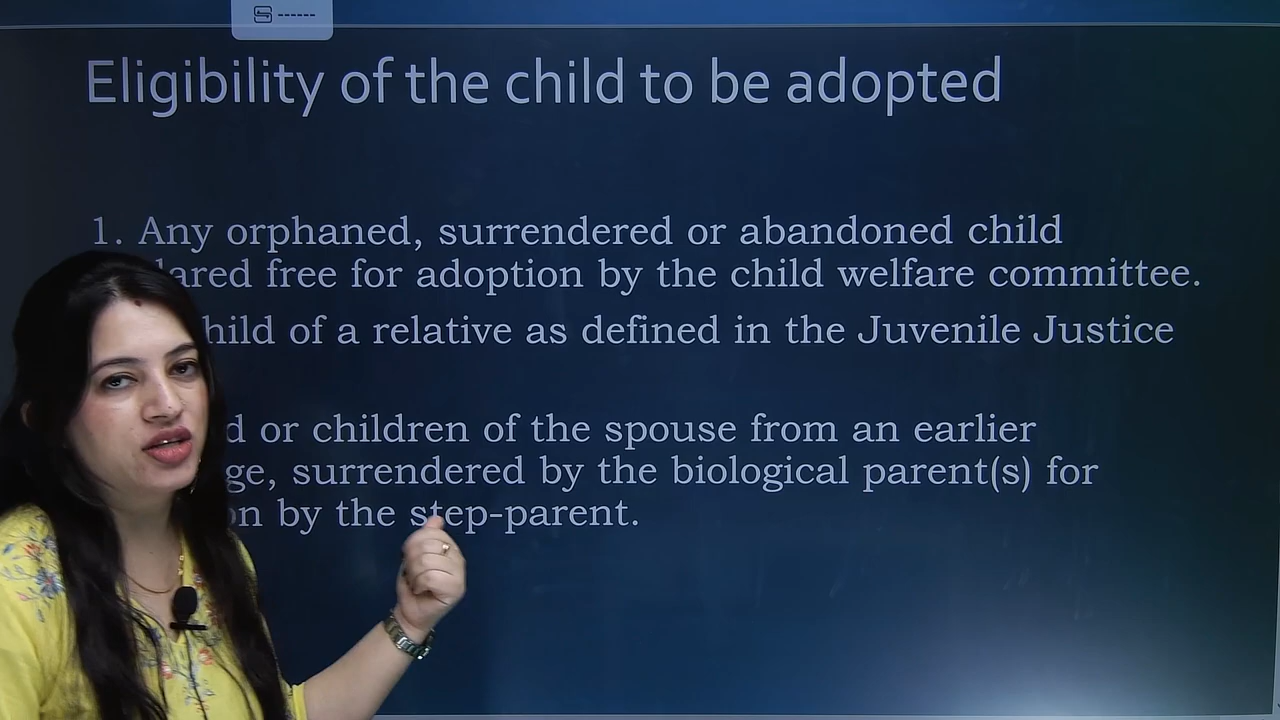 Eligibility of the child to be adopted
1. Any orphaned, surrendered or abandoned child
lared free for adoption by the child welfare committee.
hild of a relative as defined in the Juvenile Justice
d or children of the spouse from an earlier
ge, surrendered by the biological parent(s) for
on by the step-parent.